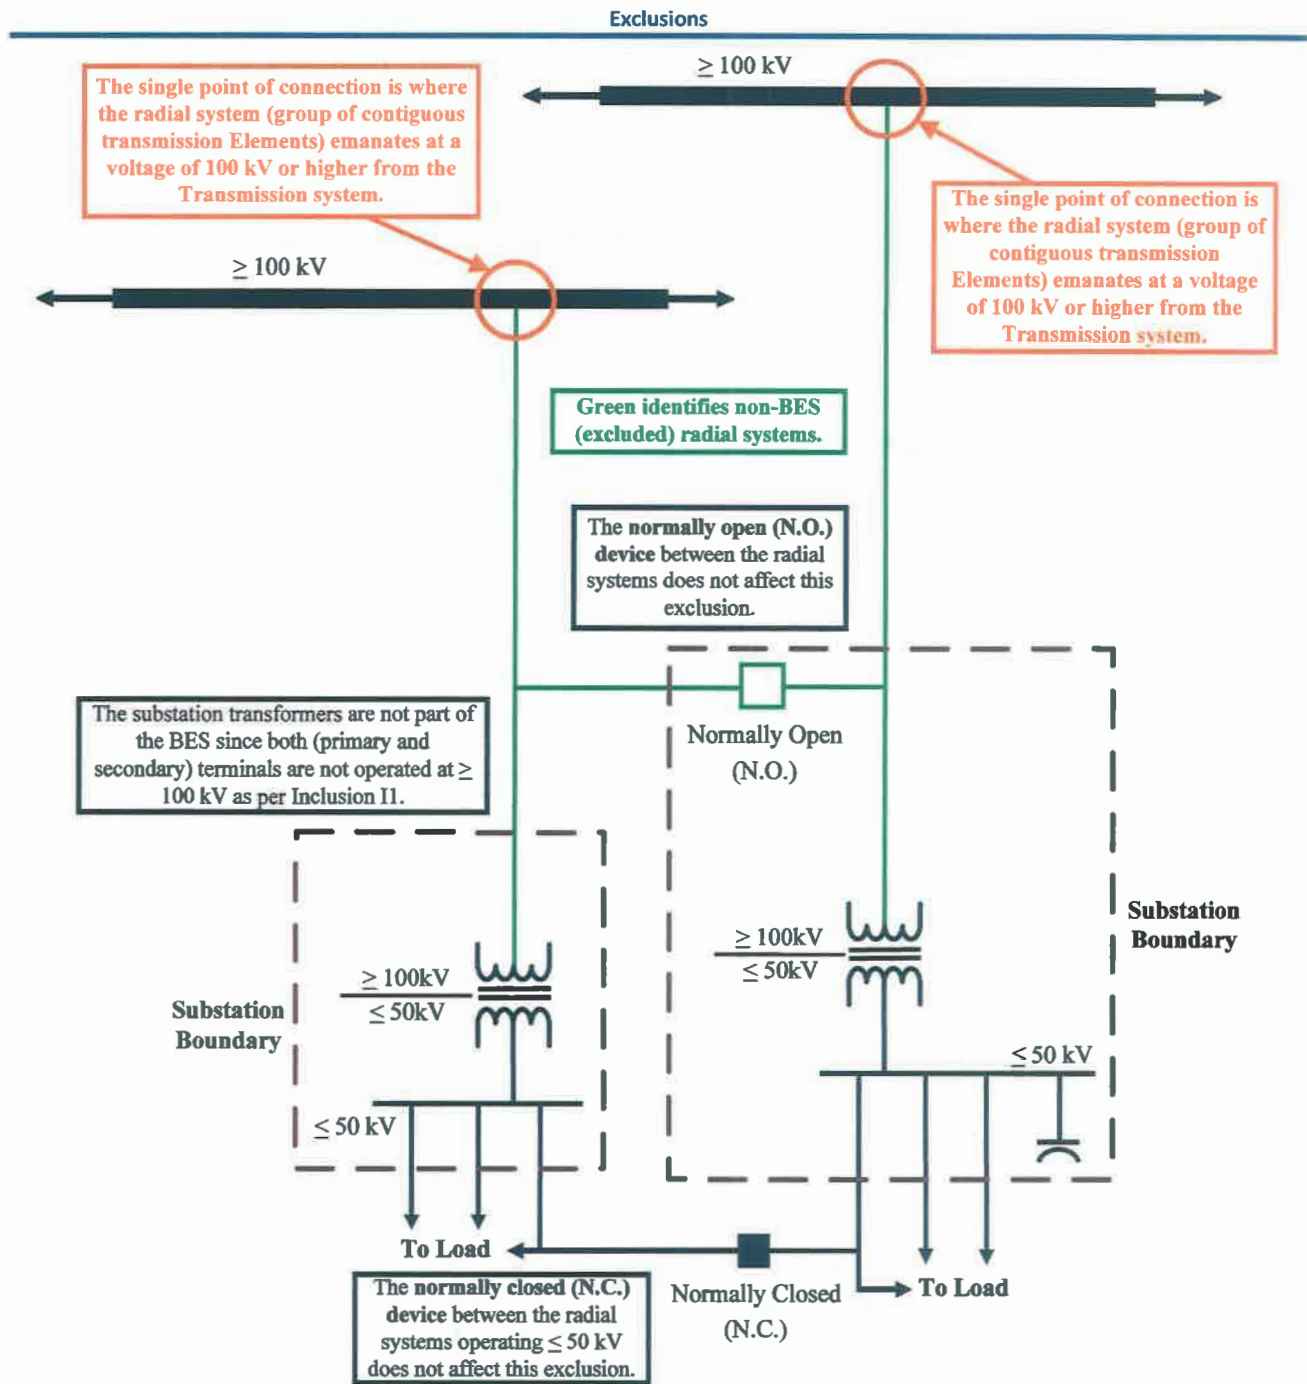 Exclusions
≥ 100 kV
The single point of connection is where
the radial system (group of contiguous
transmission Elements) emanates at a
voltage of 100 kV or higher from the
Transmission system.
The single point of connection is
where the radial system (group of
contiguous transmission
Elements) emanates at a voltage
of 100 kV or higher from the
Transmission system.
≥ 100 kV
Green identifies non-BES
(excluded) radial systems.
The normally open (N.O.)
device between the radial
systems does not affect this
exclusion.
The substation transformers are not part of
the BES since both (primary and
secondary) terminals are not operated at ≥
100 kV as per Inclusion I1.
Normally Open
(N.O.)
Substation
Boundary
≥ 100kV
≤ 50kV
≥ 100kV
≤ 50kV
Substation
Boundary
≤ 50 kV
≤ 50 kV
To Load
To Load
Normally Closed
(N.C.)
The normally closed (N.C.)
device between the radial
systems operating ≤ 50 kV
does not affect this exclusion.